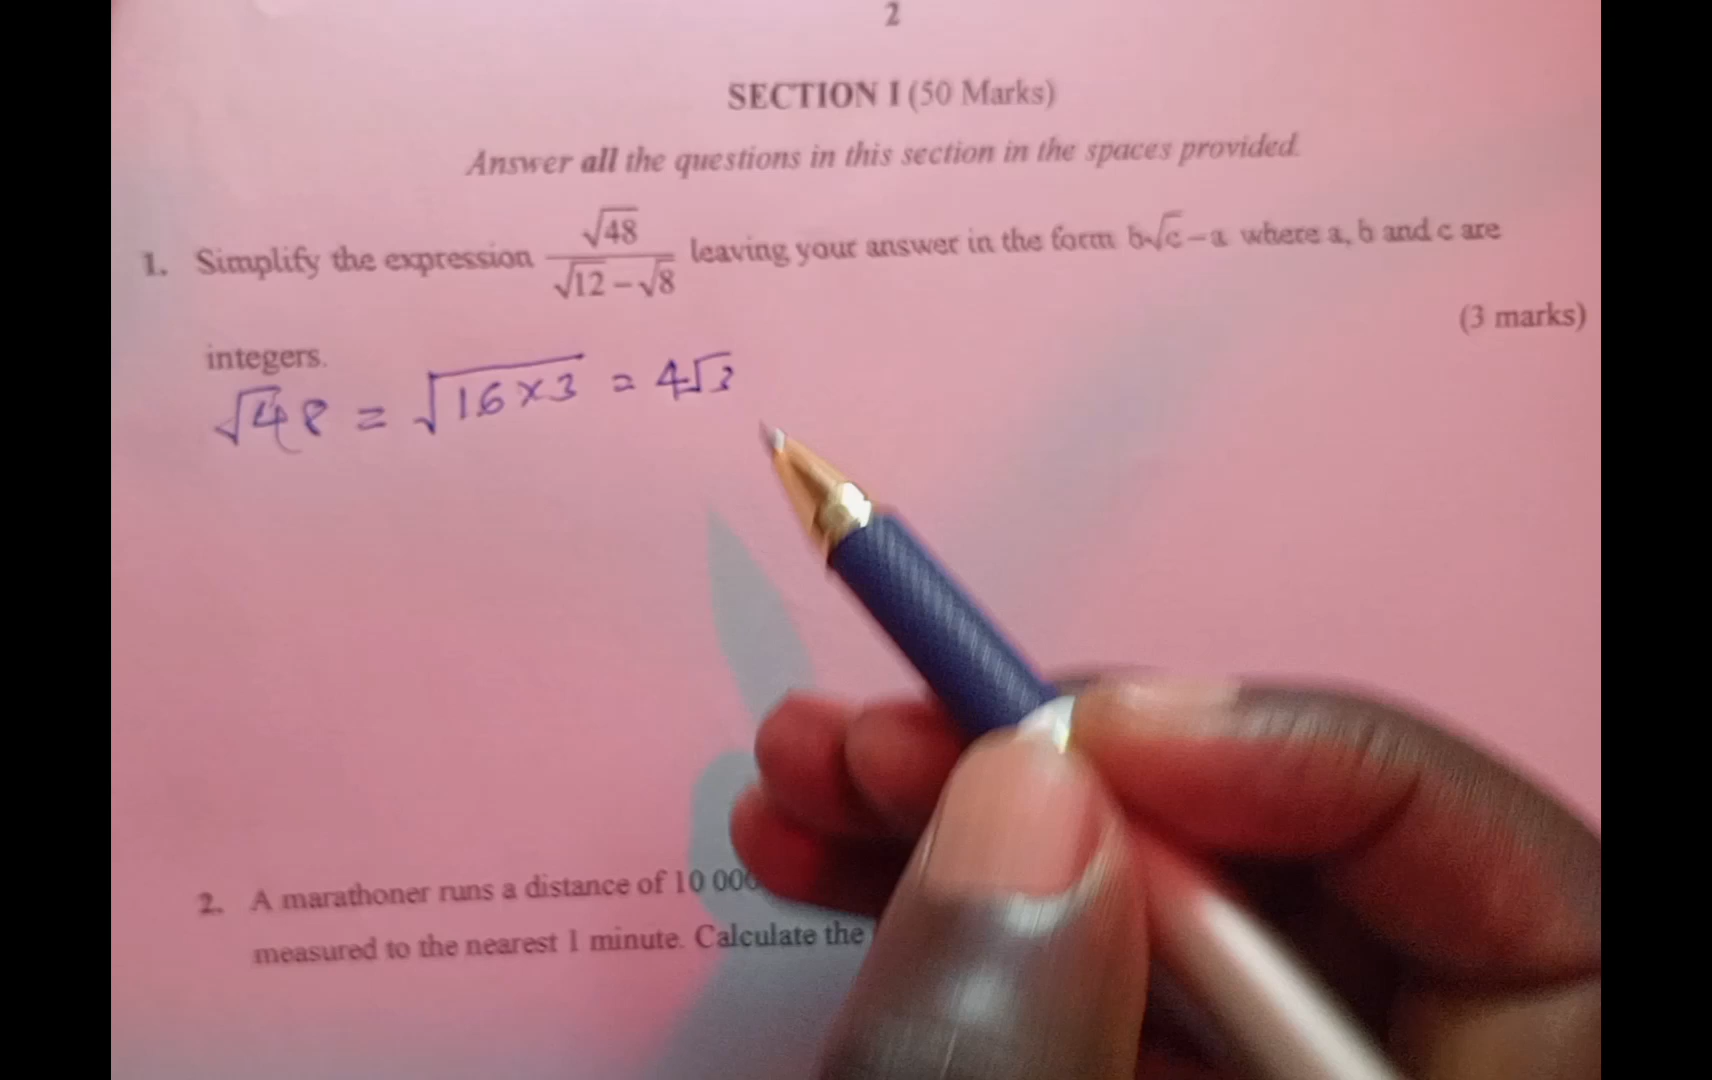 2
SECTION I (50 Marks)
Answer all the questions in this section in the spaces provided.
1. Simplify the expression √48 / (√12 – √8) leaving your answer in the form b√c – a where a, b and c are
(3 marks)
integers.
√48 = √16×3 = 4√3
2. A marathoner runs a distance of 10 000
measured to the nearest 1 minute. Calculate the